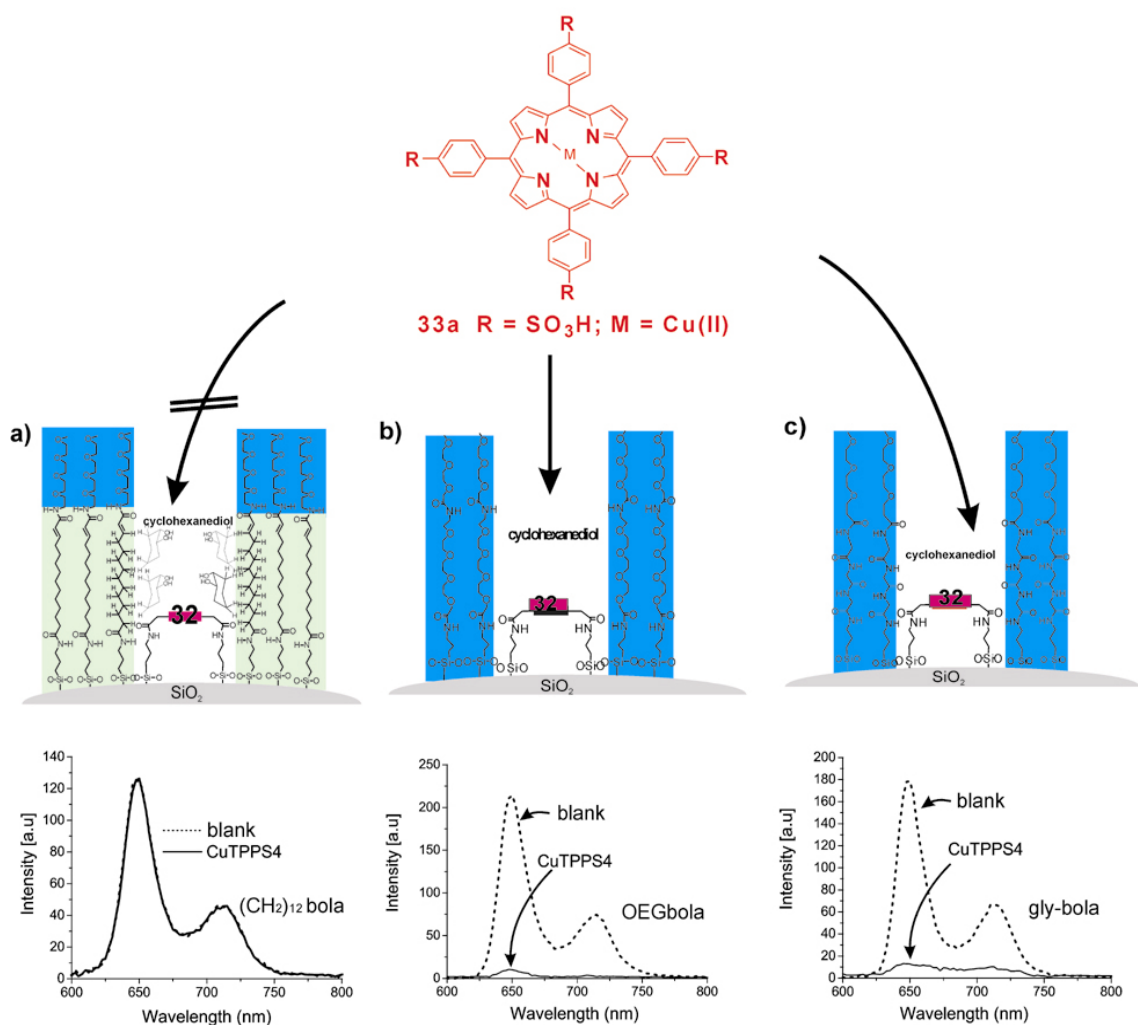 R
N
N
M
R
R
N
N
R
33a R = SO₃H; M = Cu(II)
a)
b)
c)
cyclohexanediol
cyclohexanediol
cyclohexanediol
32
32
32
SiO₂
SiO₂
SiO₂
Intensity [a.u]
140
120
100
80
60
40
20
0
blank
CuTPPS4
(CH₂)₁₂ bola
600
650
700
750
800
Wavelength (nm)
Intensity [a.u]
250
200
150
100
50
0
blank
CuTPPS4
OEGbola
600
650
700
750
800
Wavelength (nm)
Intensity [a.u]
200
180
160
140
120
100
80
60
40
20
0
blank
CuTPPS4
gly-bola
600
650
700
750
800
Wavelength (nm)